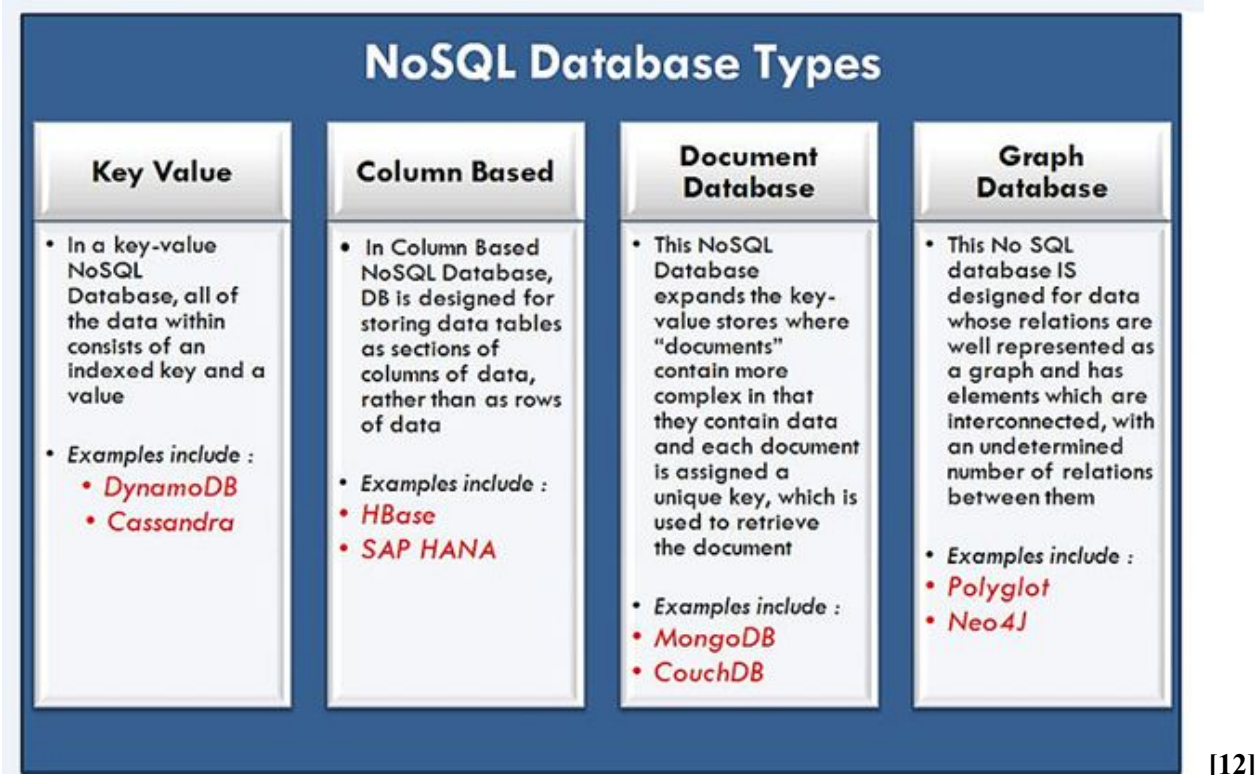 NoSQL Database Types
Key Value
• In a key-value
NoSQL
Database, all of
the data within
consists of an
indexed key and a
value
• Examples include :
• DynamoDB
• Cassandra
Column Based
• In Column Based
NoSQL Database,
DB is designed for
storing data tables
as sections of
columns of data,
rather than as rows
of data
• Examples include :
• HBase
• SAP HANA
Document
Database
• This NoSQL
Database
expands the key-
value stores where
“documents”
contain more
complex in that
they contain data
and each document
is assigned a
unique key, which is
used to retrieve
the document
• Examples include :
• MongoDB
• CouchDB
Graph
Database
• This No SQL
database IS
designed for data
whose relations are
well represented as
a graph and has
elements which are
interconnected, with
an undetermined
number of relations
between them
• Examples include :
• Polyglot
• Neo4J
[12]